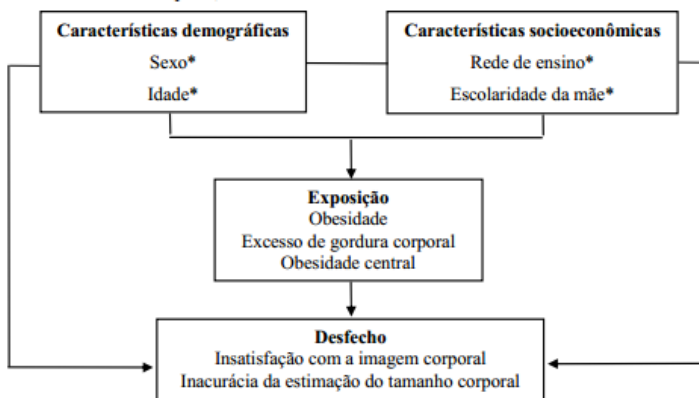 Características demográficas
Sexo*
Idade*
Características socioeconômicas
Rede de ensino*
Escolaridade da mãe*
Exposição
Obesidade
Excesso de gordura corporal
Obesidade central
Desfecho
Insatisfação com a imagem corporal
Inacurácia da estimação do tamanho corporal